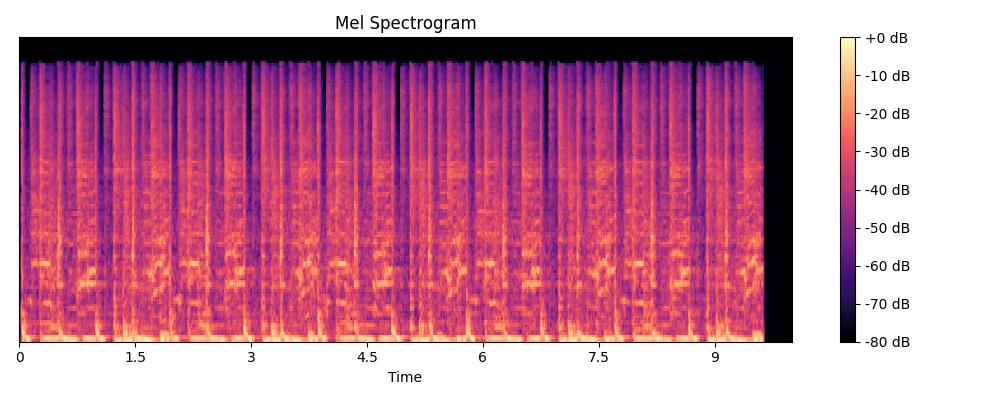 Mel Spectrogram
+0 dB
-10 dB
-20 dB
-30 dB
-40 dB
-50 dB
-60 dB
-70 dB
-80 dB
0 1.5 3 4.5 6 7.5 9
Time